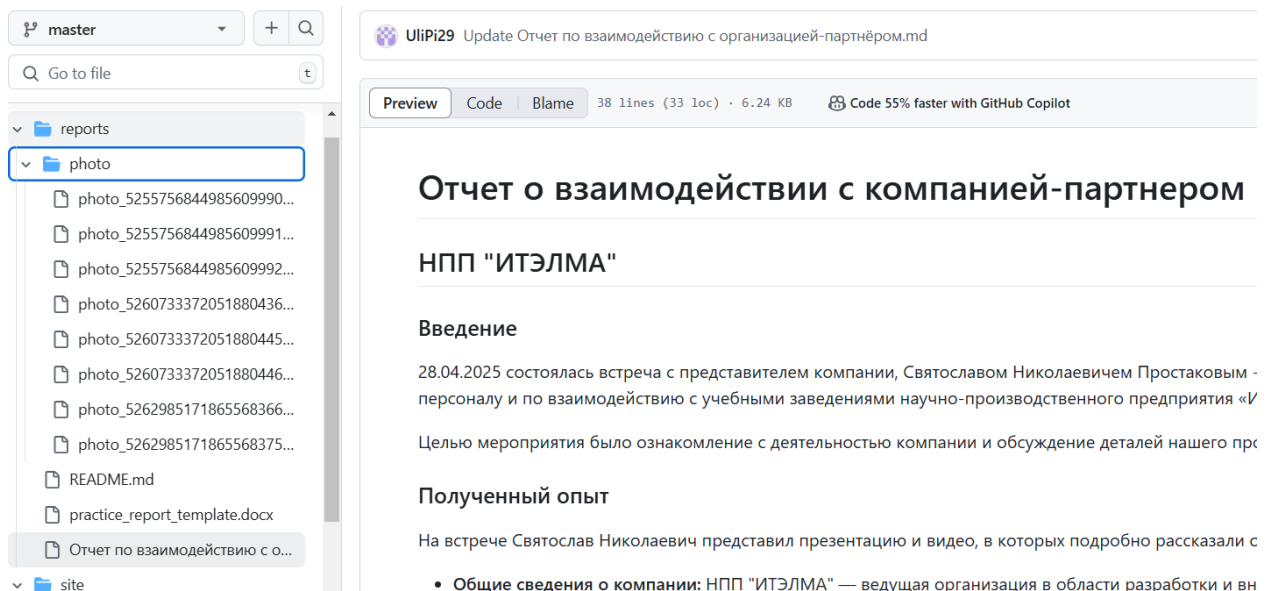 master
Go to file
t
reports
photo
photo_5255756844985609990...
photo_5255756844985609991...
photo_5255756844985609992...
photo_5260733372051880436...
photo_5260733372051880445...
photo_5260733372051880446...
photo_5262985171865568366...
photo_5262985171865568375...
README.md
practice_report_template.docx
Отчет по взаимодействию с о...
site
UliPi29 Update Отчет по взаимодействию с организацией-партнёром.md
Preview Code Blame 38 lines (33 loc) · 6.24 KB Code 55% faster with GitHub Copilot
Отчет о взаимодействии с компанией-партнером
НПП "ИТЭЛМА"
Введение
28.04.2025 состоялась встреча с представителем компании, Святославом Николаевичем Простаковым -
персоналу и по взаимодействию с учебными заведениями научно-производственного предприятия «И
Целью мероприятия было ознакомление с деятельностью компании и обсуждение деталей нашего про
Полученный опыт
На встрече Святослав Николаевич представил презентацию и видео, в которых подробно рассказали о
• Общие сведения о компании: НПП "ИТЭЛМА" — ведущая организация в области разработки и вн